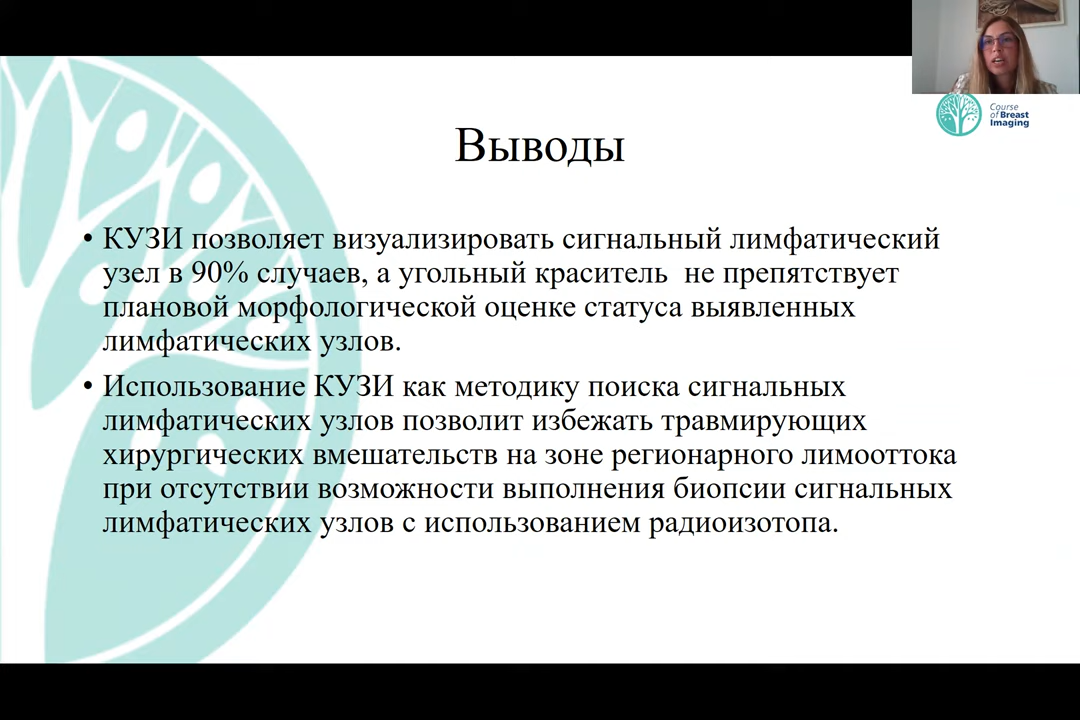 Course
of Breast
Imaging
Выводы
• КУЗИ позволяет визуализировать сигнальный лимфатический
узел в 90% случаев, а угольный краситель не препятствует
плановой морфологической оценке статуса выявленных
лимфатических узлов.
• Использование КУЗИ как методику поиска сигнальных
лимфатических узлов позволит избежать травмирующих
хирургических вмешательств на зоне регионарного лимооттока
при отсутствии возможности выполнения биопсии сигнальных
лимфатических узлов с использованием радиоизотопа.